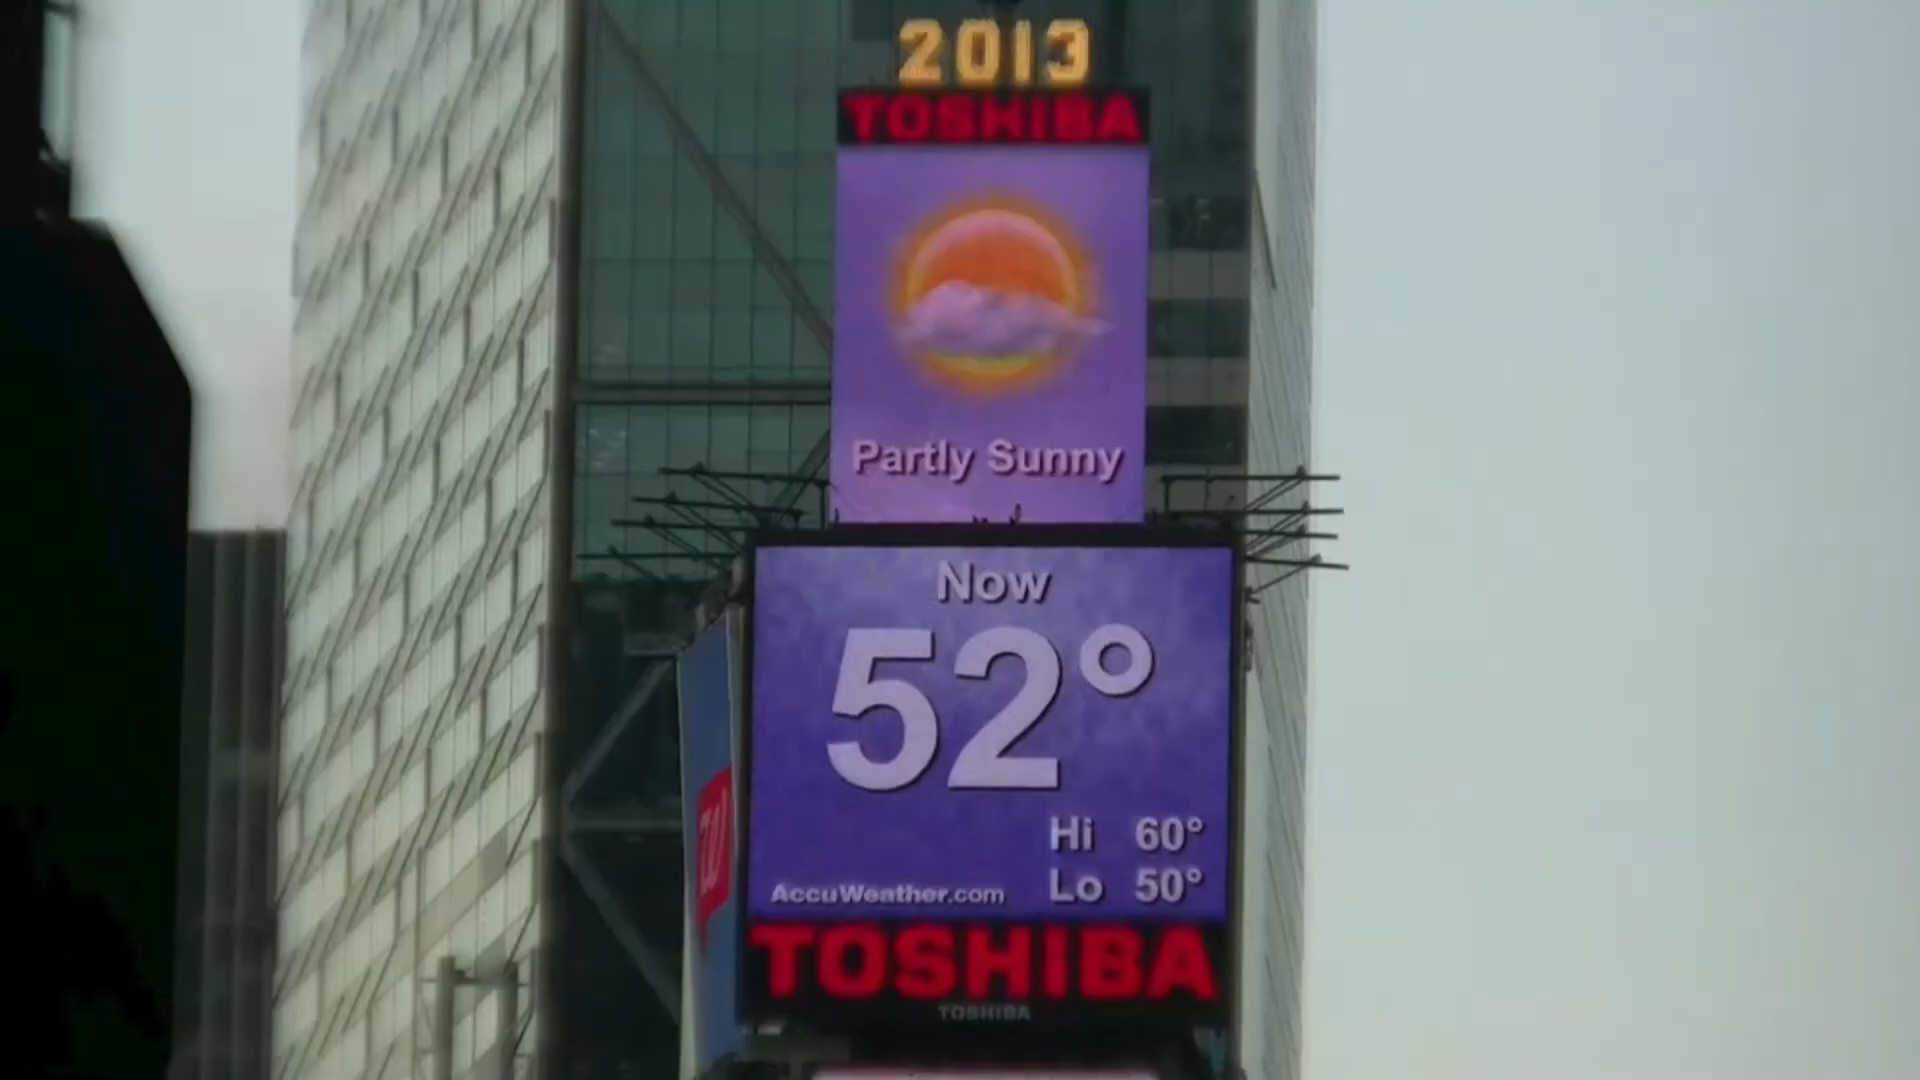 2013
TOSHIBA
Partly Sunny
Now
52°
Hi 60°
Lo 50°
AccuWeather.com
TOSHIBA
TOSHIBA